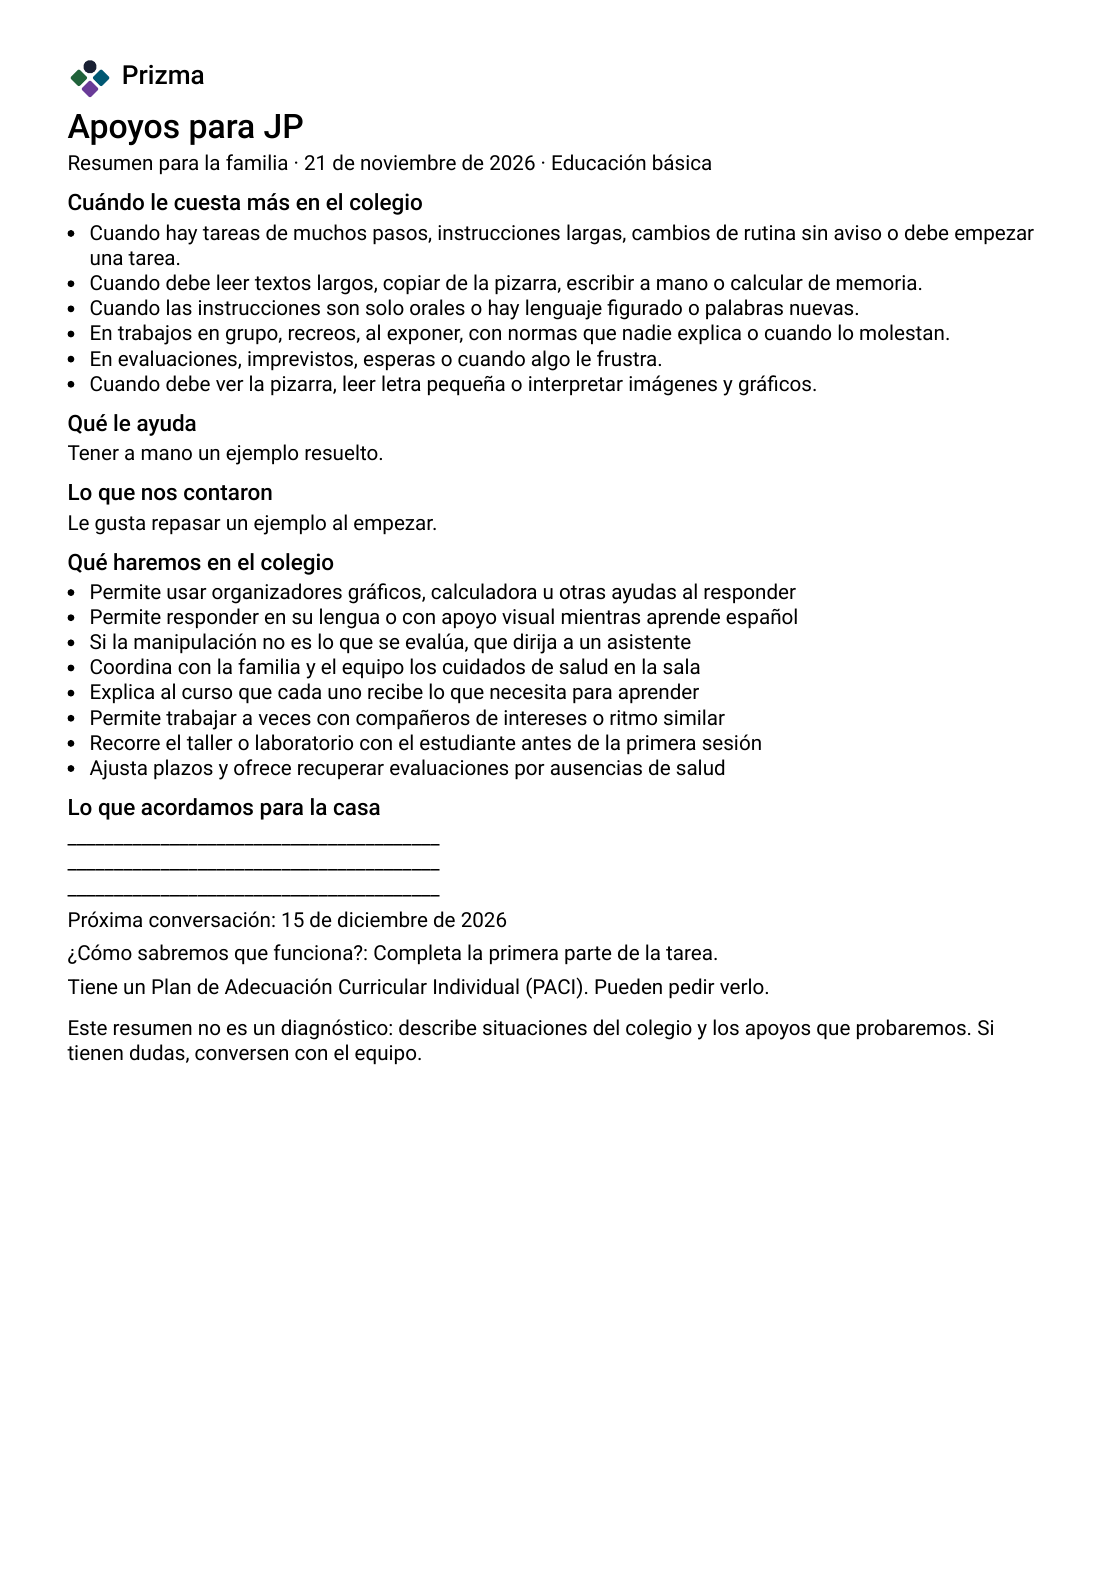 Prizma
Apoyos para JP
Resumen para la familia · 21 de noviembre de 2026 · Educación básica
Cuándo le cuesta más en el colegio
• Cuando hay tareas de muchos pasos, instrucciones largas, cambios de rutina sin aviso o debe empezar
una tarea.
• Cuando debe leer textos largos, copiar de la pizarra, escribir a mano o calcular de memoria.
• Cuando las instrucciones son solo orales o hay lenguaje figurado o palabras nuevas.
• En trabajos en grupo, recreos, al exponer, con normas que nadie explica o cuando lo molestan.
• En evaluaciones, imprevistos, esperas o cuando algo le frustra.
• Cuando debe ver la pizarra, leer letra pequeña o interpretar imágenes y gráficos.
Qué le ayuda
Tener a mano un ejemplo resuelto.
Lo que nos contaron
Le gusta repasar un ejemplo al empezar.
Qué haremos en el colegio
• Permite usar organizadores gráficos, calculadora u otras ayudas al responder
• Permite responder en su lengua o con apoyo visual mientras aprende español
• Si la manipulación no es lo que se evalúa, que dirija a un asistente
• Coordina con la familia y el equipo los cuidados de salud en la sala
• Explica al curso que cada uno recibe lo que necesita para aprender
• Permite trabajar a veces con compañeros de intereses o ritmo similar
• Recorre el taller o laboratorio con el estudiante antes de la primera sesión
• Ajusta plazos y ofrece recuperar evaluaciones por ausencias de salud
Lo que acordamos para la casa
________________________________________
________________________________________
________________________________________
Próxima conversación: 15 de diciembre de 2026
¿Cómo sabremos que funciona?: Completa la primera parte de la tarea.
Tiene un Plan de Adecuación Curricular Individual (PACI). Pueden pedir verlo.
Este resumen no es un diagnóstico: describe situaciones del colegio y los apoyos que probaremos. Si
tienen dudas, conversen con el equipo.